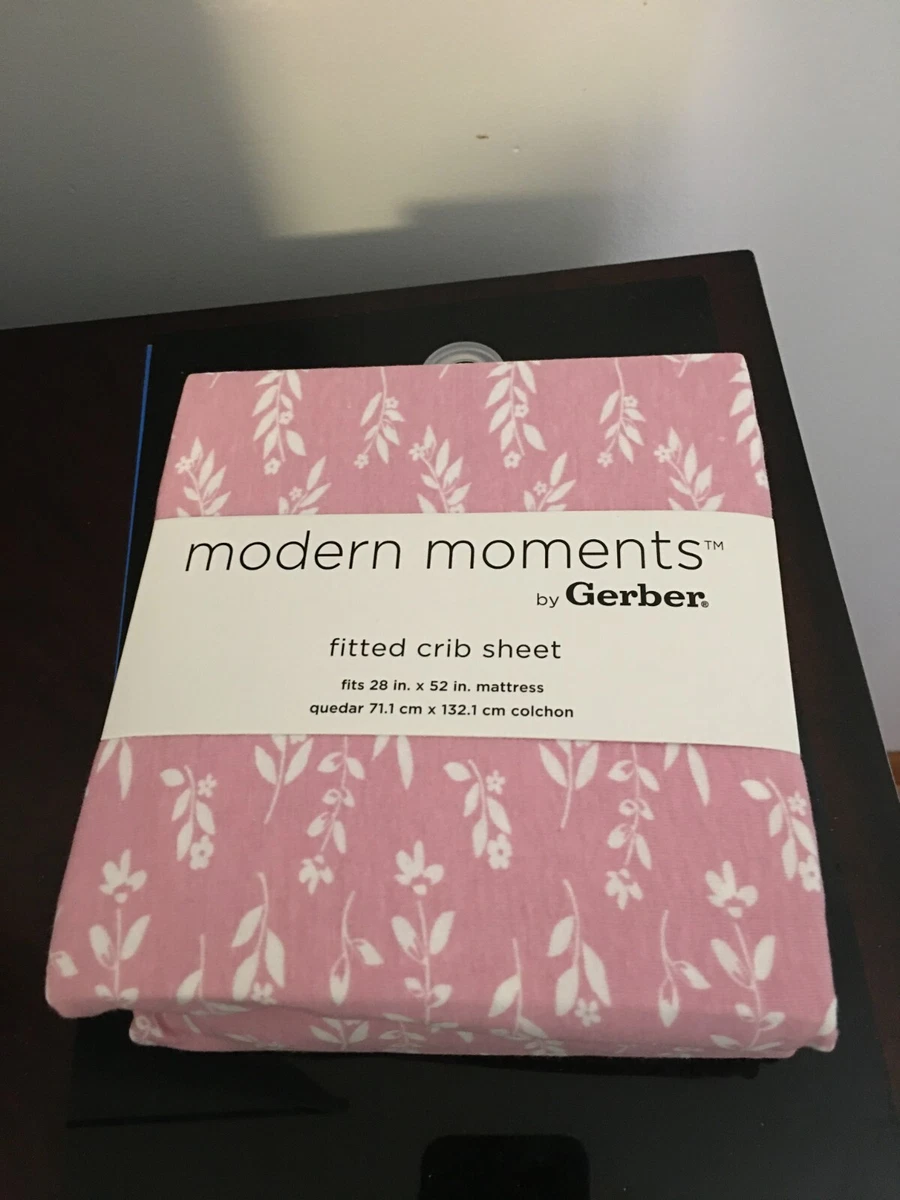 modern moments™
by Gerber®
fitted crib sheet
fits 28 in. x 52 in. mattress
quedar 71.1 cm x 132.1 cm colchon